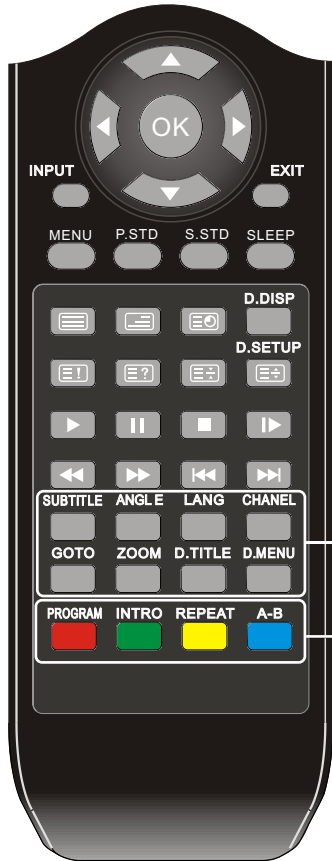 OK
INPUT EXIT
MENU P.STD S.STD SLEEP
D.DISP
D.SETUP
SUBTITLE ANGLE LANG CHANEL
GOTO ZOOM D.TITLE D.MENU
PROGRAM INTRO REPEAT A-B